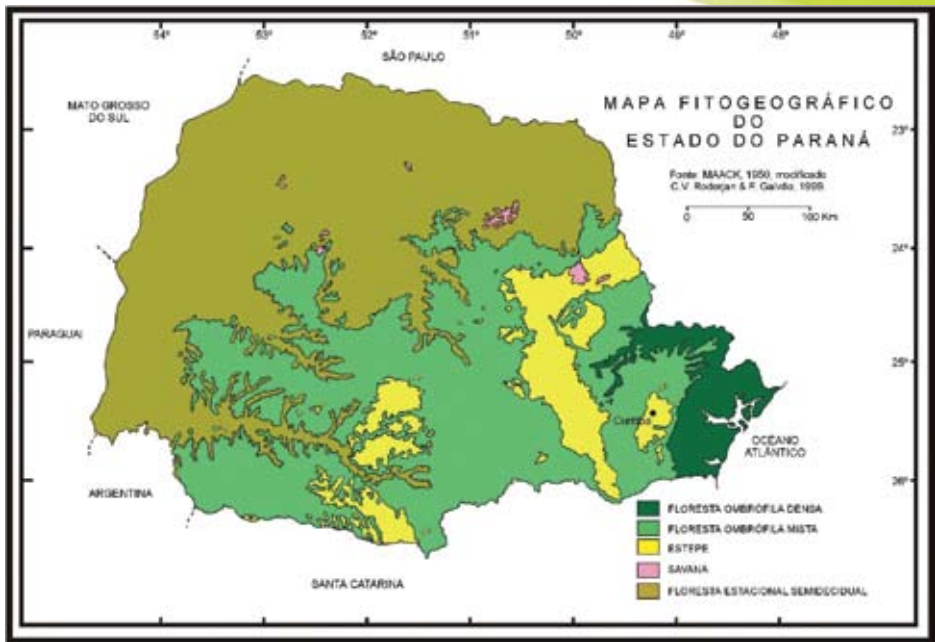 54° 53° 52° 51° 50° 49° 48°
SÃO PAULO
MATO GROSSO
DO SUL
MAPA FITOGEOGRÁFICO
DO
ESTADO DO PARANÁ
23°
Fonte: MAACK, 1950, modificado
C.V. Roderjan & F. Galvão, 1999.
0 50 100 Km
24°
PARAGUAI
25°
Curitiba
OCEANO
ATLÂNTICO
ARGENTINA
26°
FLORESTA OMBRÓFILA DENSA
FLORESTA OMBRÓFILA MISTA
ESTEPE
SAVANA
FLORESTA ESTACIONAL SEMIDECIDUAL
SANTA CATARINA